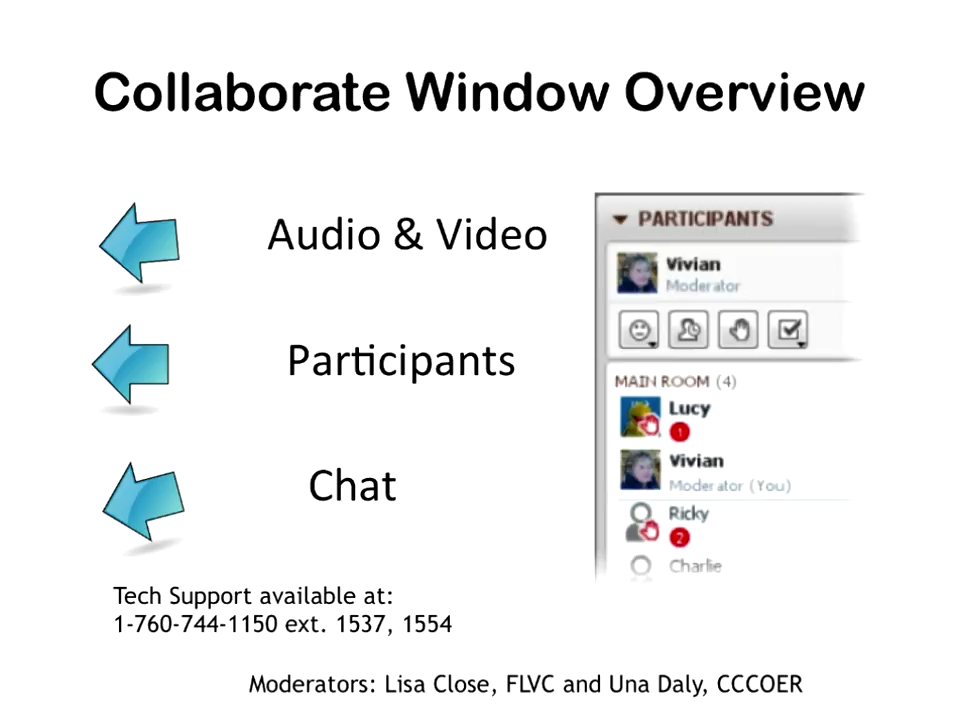 Collaborate Window Overview
Audio & Video
Participants
Chat
PARTICIPANTS
Vivian
Moderator
MAIN ROOM (4)
Lucy
1
Vivian
Moderator (You)
Ricky
2
Charlie
Tech Support available at:
1-760-744-1150 ext. 1537, 1554
Moderators: Lisa Close, FLVC and Una Daly, CCCOER